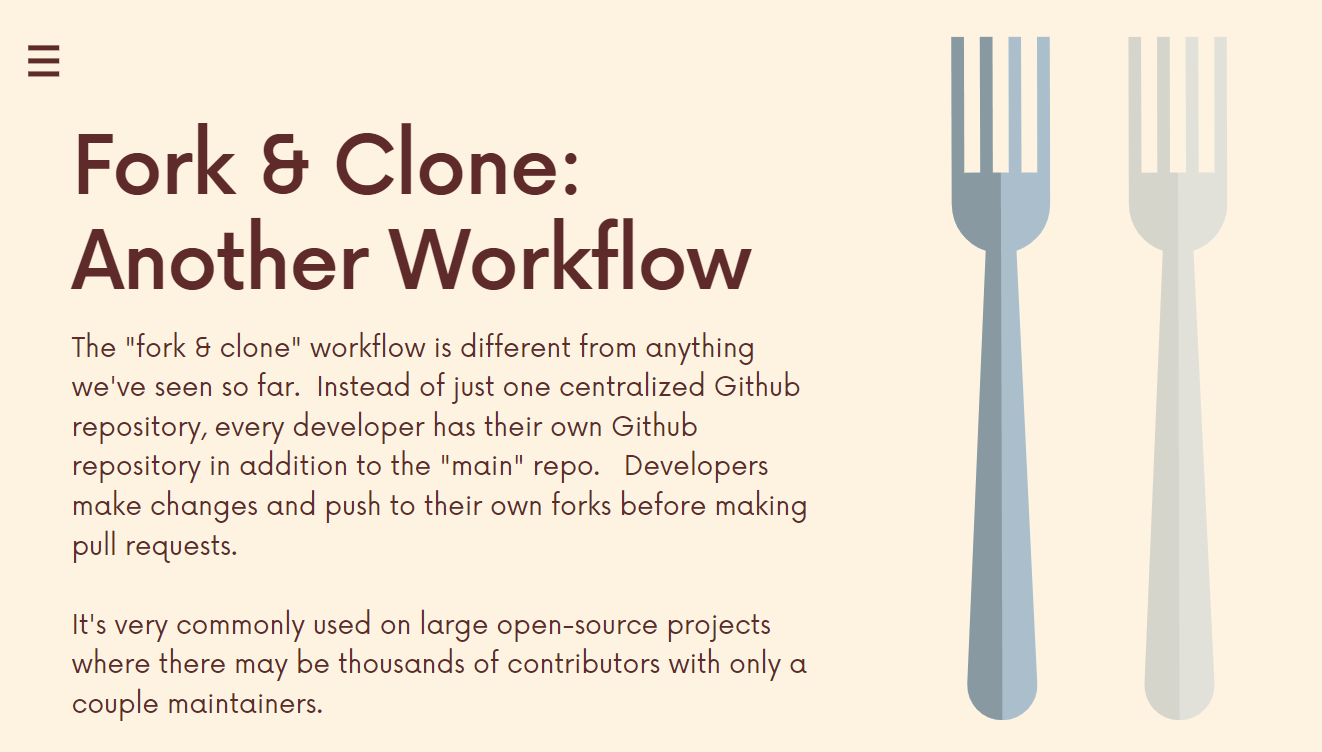 Fork & Clone:
Another Workflow
The "fork & clone" workflow is different from anything
we've seen so far.  Instead of just one centralized Github
repository, every developer has their own Github
repository in addition to the "main" repo.   Developers
make changes and push to their own forks before making
pull requests.
It's very commonly used on large open-source projects
where there may be thousands of contributors with only a
couple maintainers.